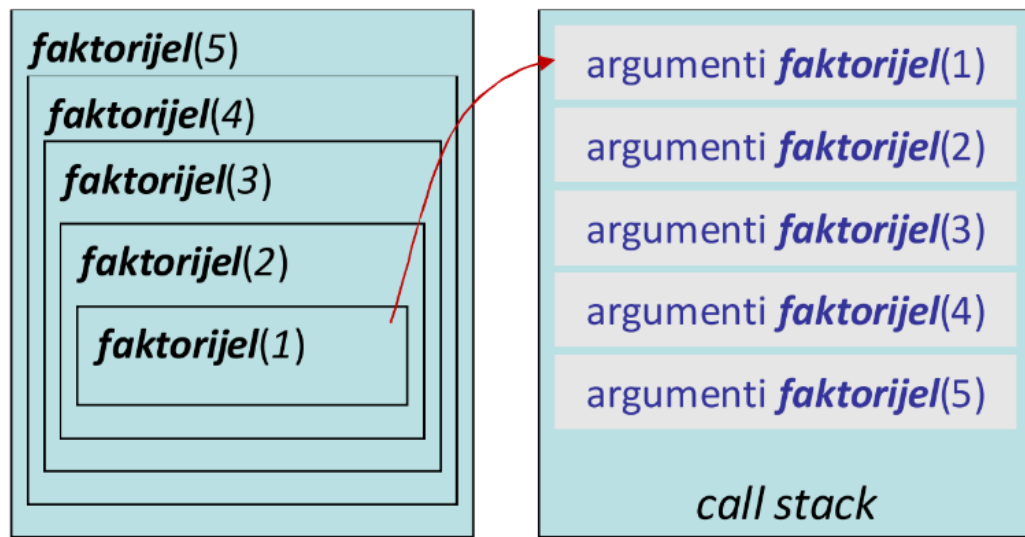 faktorijel(5)
faktorijel(4)
faktorijel(3)
faktorijel(2)
faktorijel(1)
argumenti faktorijel(1)
argumenti faktorijel(2)
argumenti faktorijel(3)
argumenti faktorijel(4)
argumenti faktorijel(5)
call stack